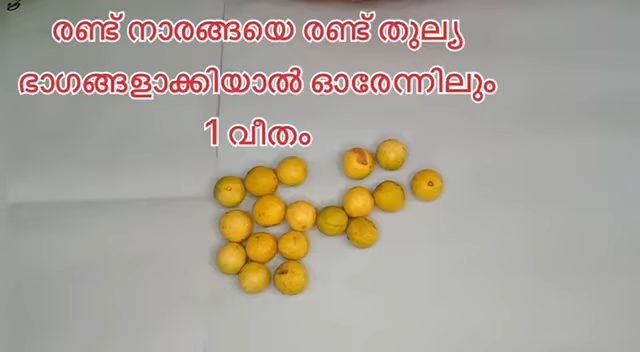 രണ്ട് നാരങ്ങയെ രണ്ട് തുല്യ
ഭാഗങ്ങളാക്കിയാൽ ഓരേന്നിലും
1 വീതം